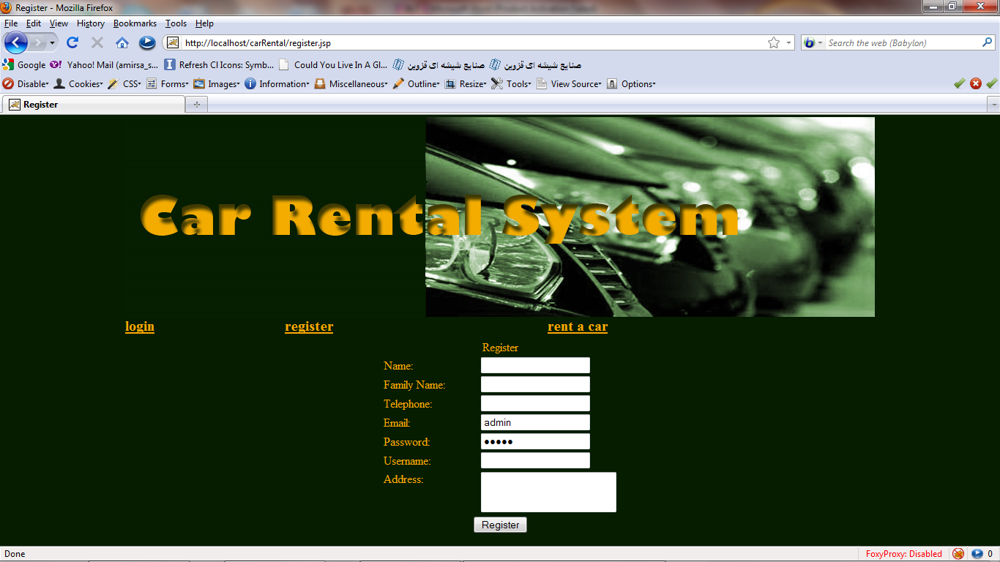 Register - Mozilla Firefox
File Edit View History Bookmarks Tools Help
http://localhost/carRental/register.jsp
Search the web (Babylon)
Google Yahoo! Mail (amirsa_s... Refresh CI Icons: Symb... Could You Live In A Gl... صنایع شیشه ای قزوین صنایع شیشه ای قزوین
Disable Cookies CSS Forms Images Information Miscellaneous Outline Resize Tools View Source Options
Register
Car Rental System
login register rent a car
Register
Name:
Family Name:
Telephone:
Email: admin
Password: •••••
Username:
Address:
Register
Done FoxyProxy: Disabled 0